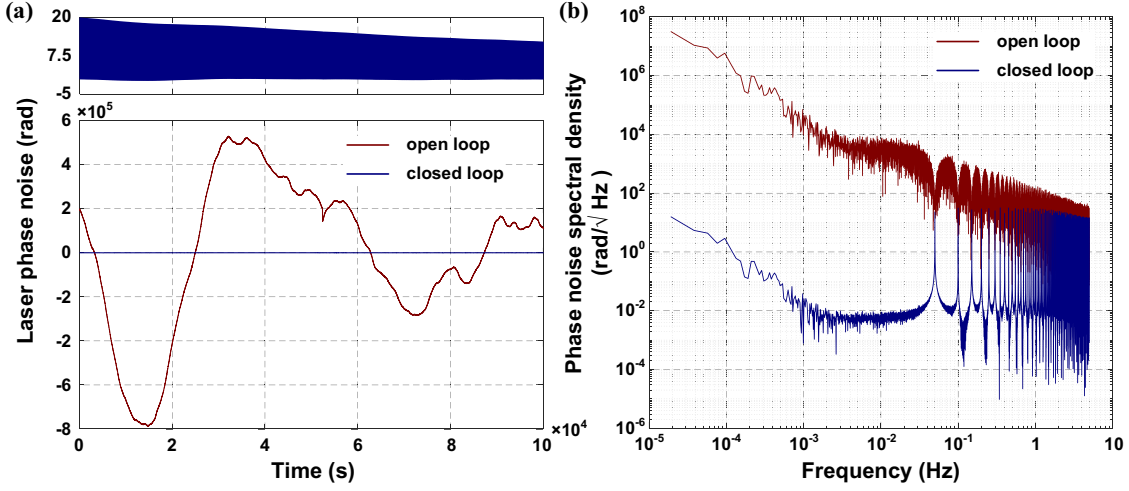 (a)
20
7.5
-5
×10⁵
6
4
2
0
-2
-4
-6
-8
Laser phase noise (rad)
open loop
closed loop
0 2 4 6 8 10
×10⁴
Time (s)
(b)
10⁸
10⁶
10⁴
10²
10⁰
10⁻²
10⁻⁴
10⁻⁶
Phase noise spectral density
(rad/√ Hz)
open loop
closed loop
10⁻⁵ 10⁻⁴ 10⁻³ 10⁻² 10⁻¹ 1 10
Frequency (Hz)